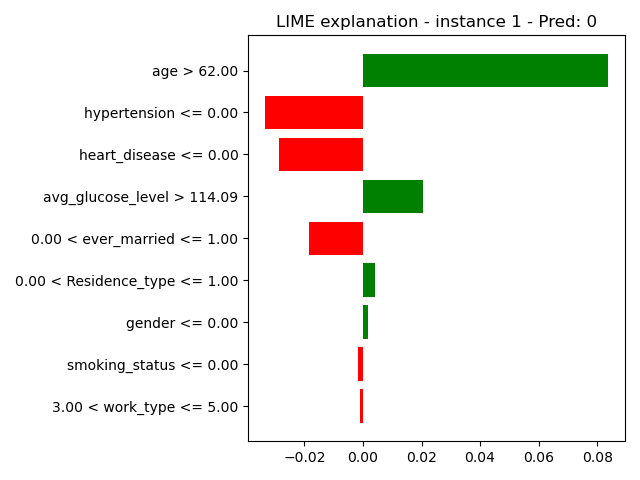 LIME explanation - instance 1 - Pred: 0
age > 62.00
hypertension <= 0.00
heart_disease <= 0.00
avg_glucose_level > 114.09
0.00 < ever_married <= 1.00
0.00 < Residence_type <= 1.00
gender <= 0.00
smoking_status <= 0.00
3.00 < work_type <= 5.00
−0.02 0.00 0.02 0.04 0.06 0.08